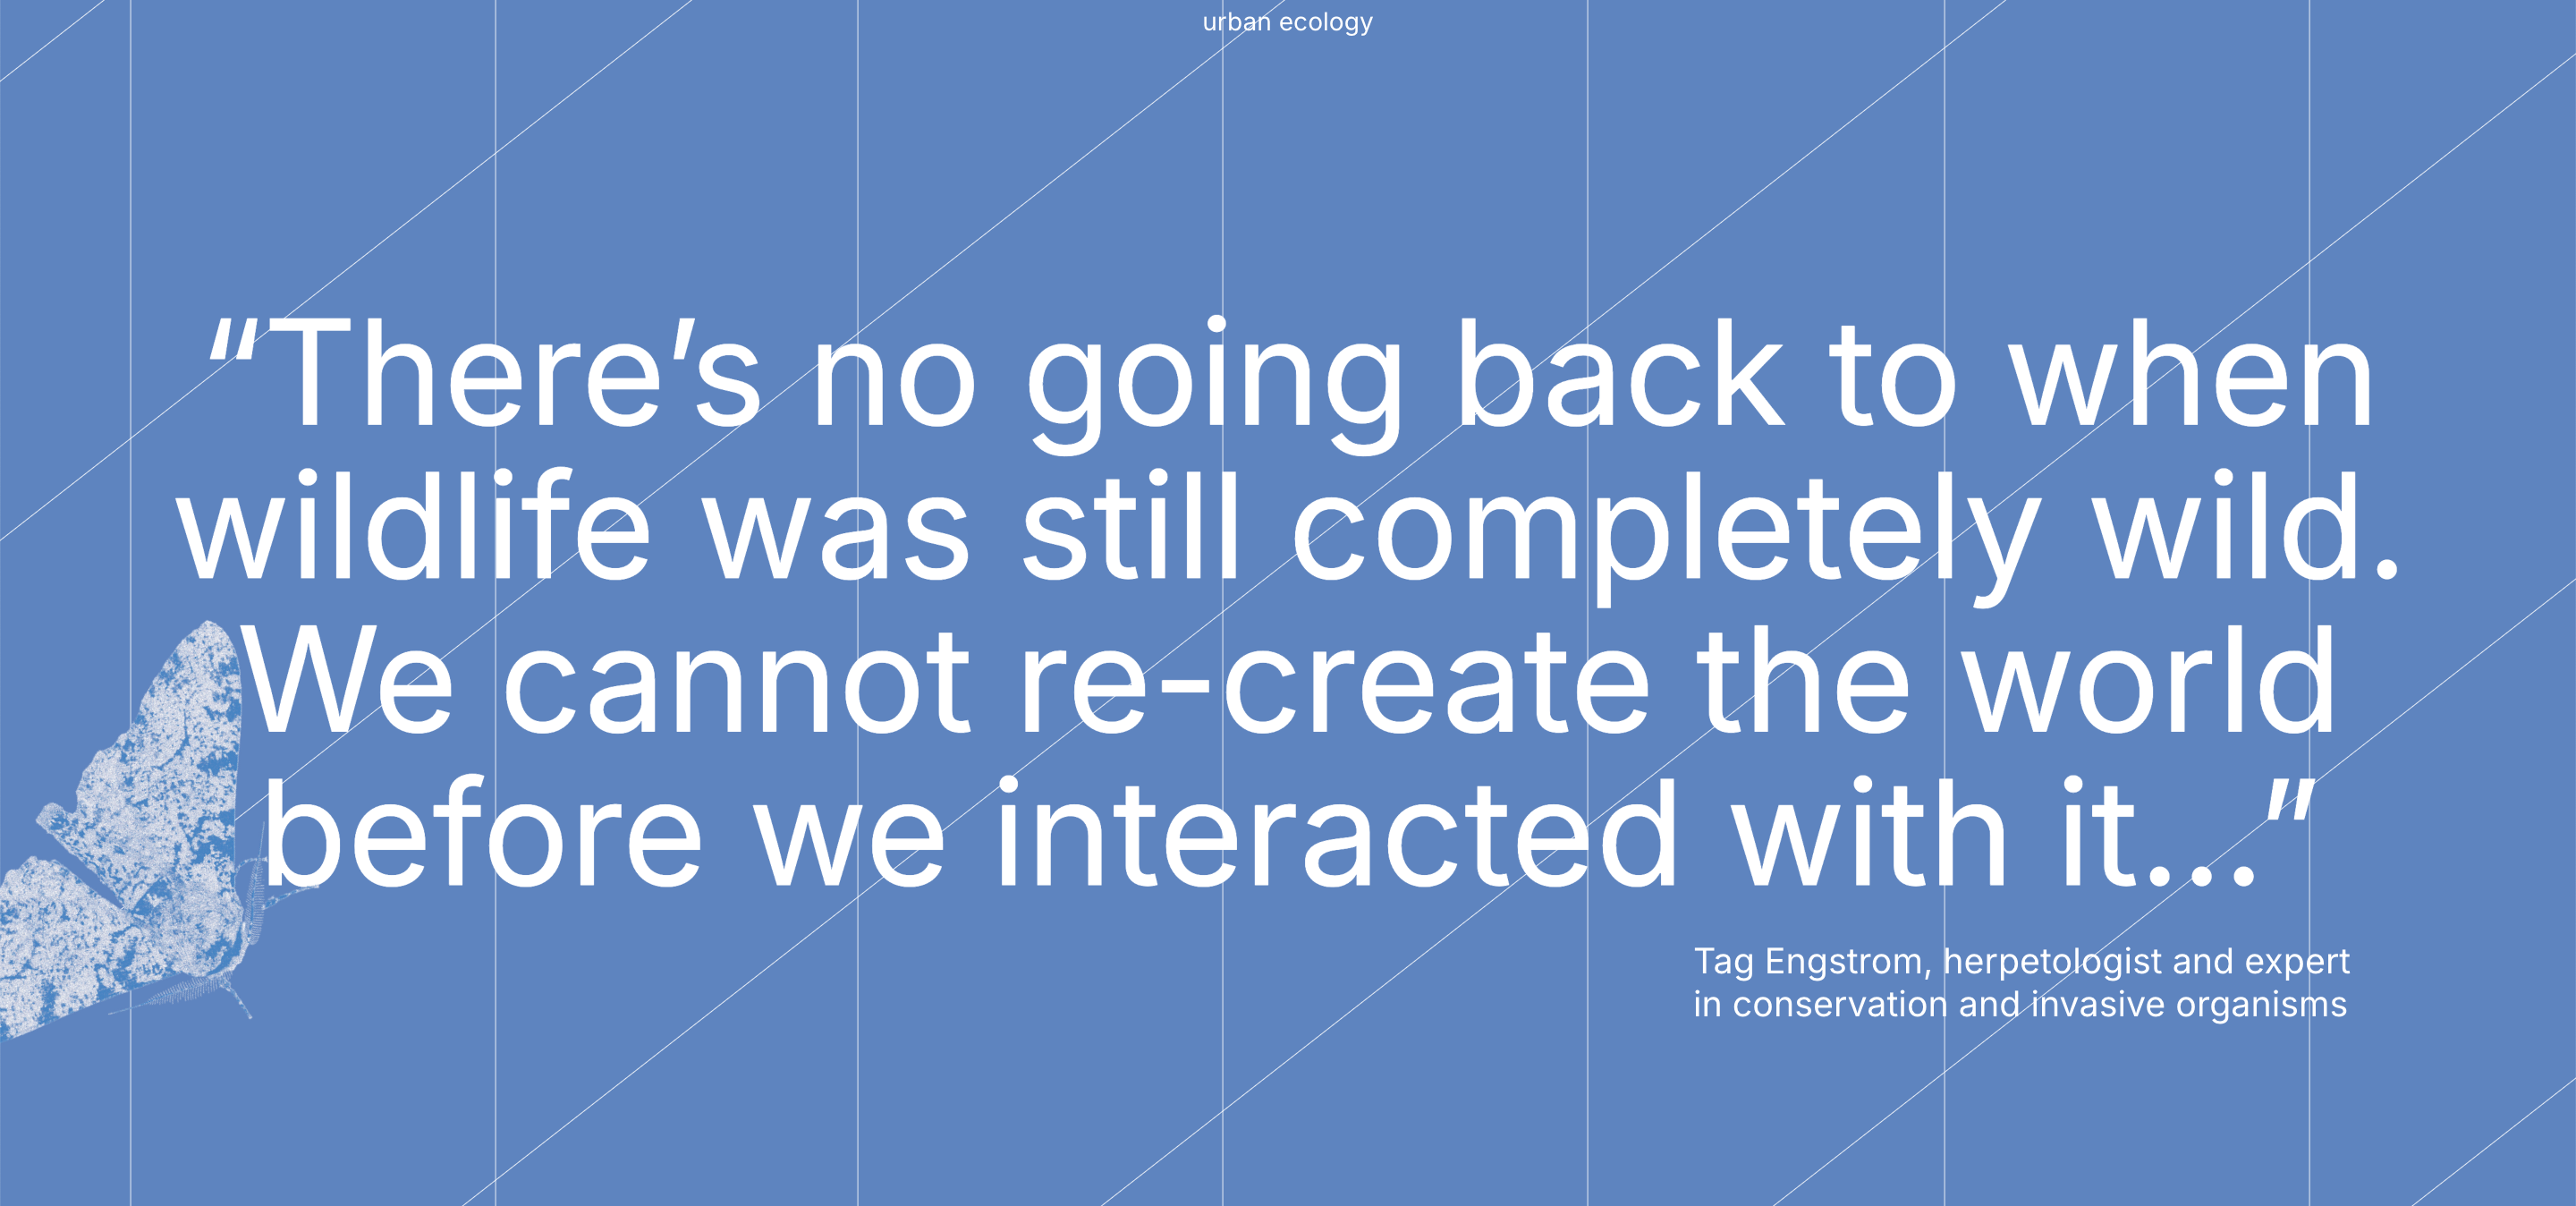 urban ecology
“There’s no going back to when
wildlife was still completely wild.
We cannot re-create the world
before we interacted with it...”
Tag Engstrom, herpetologist and expert
in conservation and invasive organisms